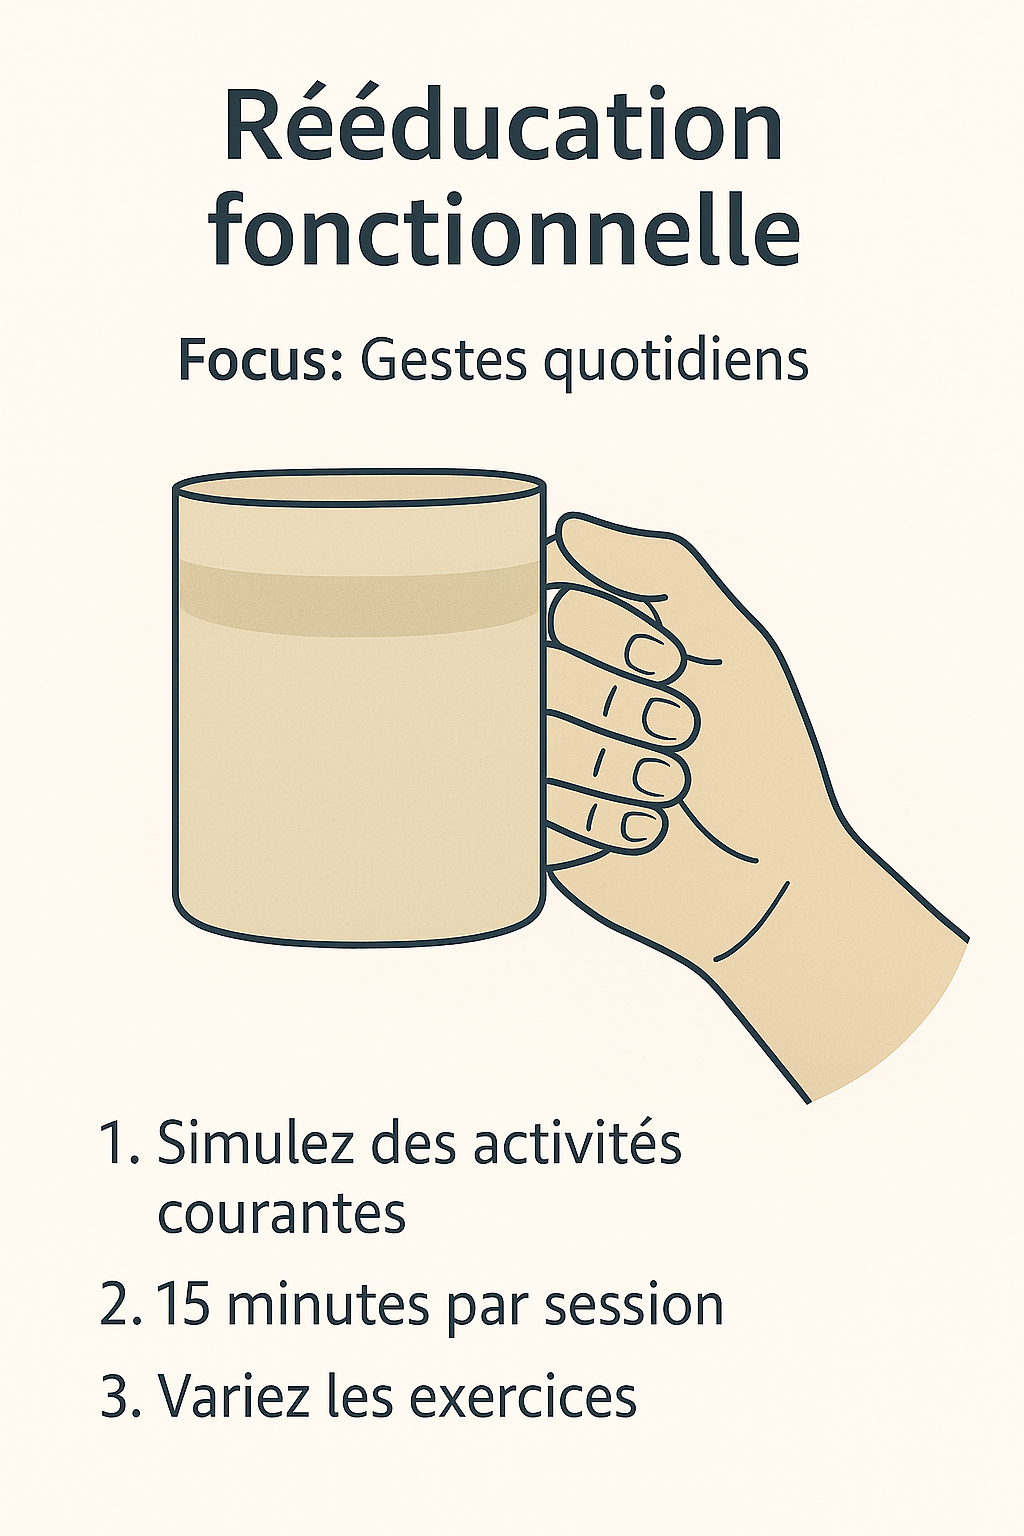 Rééducation
fonctionnelle
Focus: Gestes quotidiens
1. Simulez des activités
courantes
2. 15 minutes par session
3. Variez les exercices